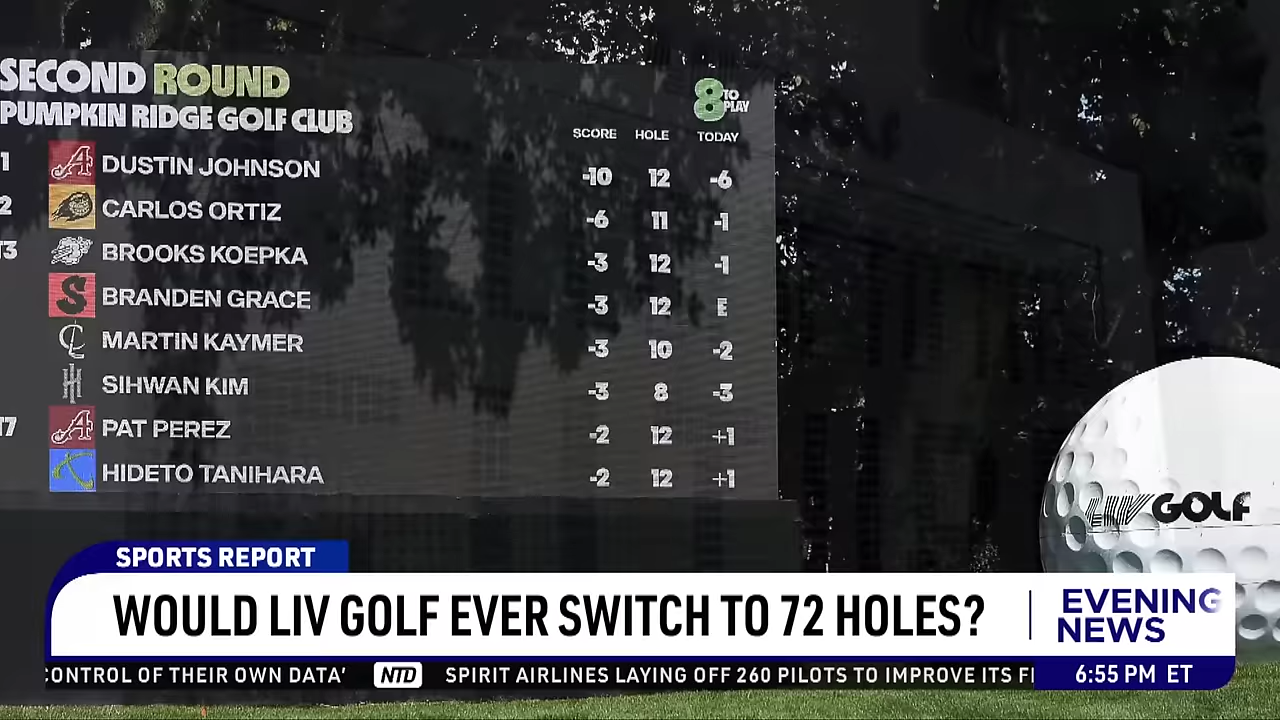 SECOND ROUND
PUMPKIN RIDGE GOLF CLUB
8 TO PLAY
SCORE HOLE TODAY
1 DUSTIN JOHNSON -10 12 -6
2 CARLOS ORTIZ -6 11 -1
T3 BROOKS KOEPKA -3 12 -1
BRANDEN GRACE -3 12 E
MARTIN KAYMER -3 10 -2
SIHWAN KIM -3 8 -3
T7 PAT PEREZ -2 12 +1
HIDETO TANIHARA -2 12 +1
LIV GOLF
SPORTS REPORT
WOULD LIV GOLF EVER SWITCH TO 72 HOLES?
EVENING
NEWS
CONTROL OF THEIR OWN DATA' NTD SPIRIT AIRLINES LAYING OFF 260 PILOTS TO IMPROVE ITS
6:55 PM ET